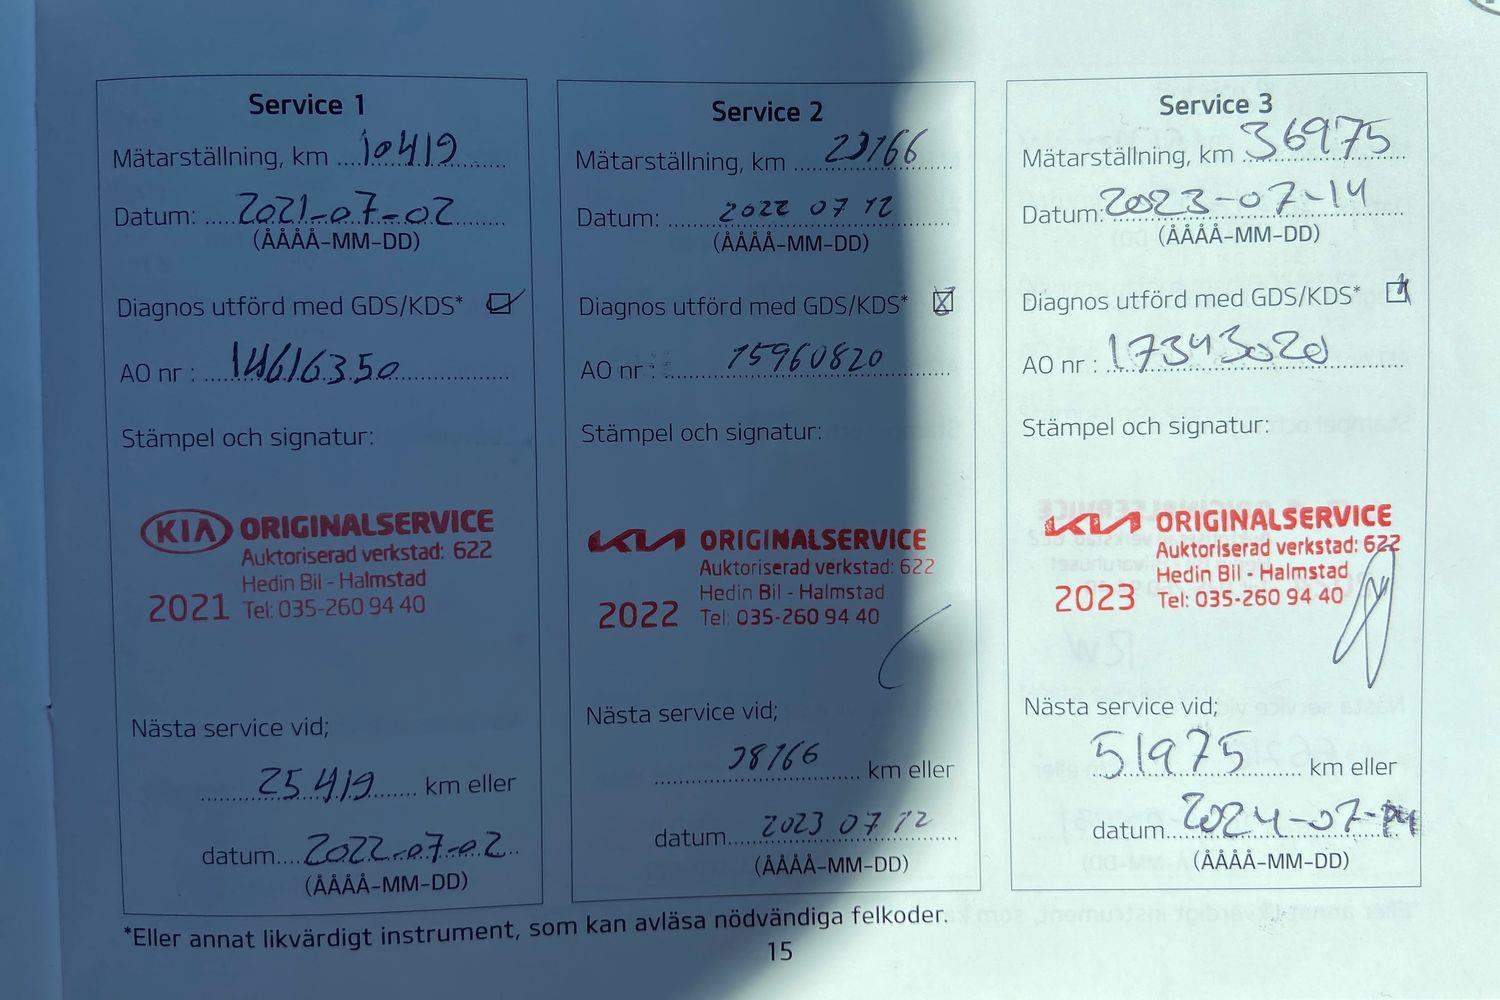 Service 1
Mätarställning, km 10419
Datum: 2021-07-02
(ÅÅÅÅ-MM-DD)
Diagnos utförd med GDS/KDS*
AO nr : 14616350
Stämpel och signatur:
KIA ORIGINALSERVICE
Auktoriserad verkstad: 622
Hedin Bil - Halmstad
2021 Tel: 035-260 94 40
Nästa service vid;
25419 km eller
datum 2022-07-02
(ÅÅÅÅ-MM-DD)
Service 2
Mätarställning, km 23166
Datum: 2022 07 12
(ÅÅÅÅ-MM-DD)
Diagnos utförd med GDS/KDS*
AO nr : 15960820
Stämpel och signatur:
KIA ORIGINALSERVICE
Auktoriserad verkstad: 622
Hedin Bil - Halmstad
2022 Tel: 035-260 94 40
Nästa service vid;
38166 km eller
datum 2023 07 12
(ÅÅÅÅ-MM-DD)
Service 3
Mätarställning, km 36975
Datum: 2023-07-14
(ÅÅÅÅ-MM-DD)
Diagnos utförd med GDS/KDS*
AO nr : 17343020
Stämpel och signatur:
KIA ORIGINALSERVICE
Auktoriserad verkstad: 622
Hedin Bil - Halmstad
2023 Tel: 035-260 94 40
Nästa service vid;
51975 km eller
datum 2024-07-14
(ÅÅÅÅ-MM-DD)
*Eller annat likvärdigt instrument, som kan avläsa nödvändiga felkoder.
15